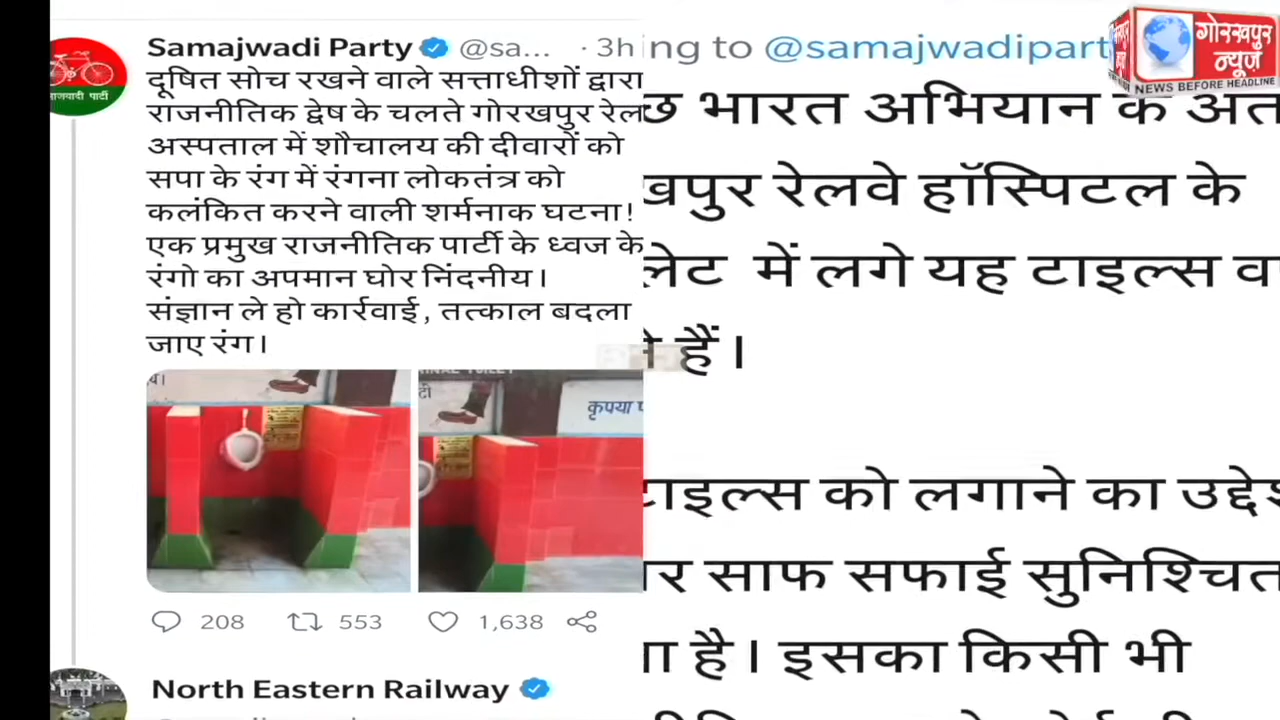 Samajwadi Party @sa... · 3h
दूषित सोच रखने वाले सत्ताधीशों द्वारा
राजनीतिक द्वेष के चलते गोरखपुर रेल
अस्पताल में शौचालय की दीवारों को
सपा के रंग में रंगना लोकतंत्र को
कलंकित करने वाली शर्मनाक घटना!
एक प्रमुख राजनीतिक पार्टी के ध्वज के
रंगो का अपमान घोर निंदनीय।
संज्ञान ले हो कार्रवाई, तत्काल बदला
जाए रंग।
कृपया
208 553 1,638
North Eastern Railway
ing to @samajwadipart
भारत अभियान के अंत
खपुर रेलवे हॉस्पिटल के
लेट में लगे यह टाइल्स
हैं।
टाइल्स को लगाने का
साफ सफाई सुनिश्चित
है। इसका किसी भी
गोरखपुर
न्यूज
NEWS BEFORE HEADLINE